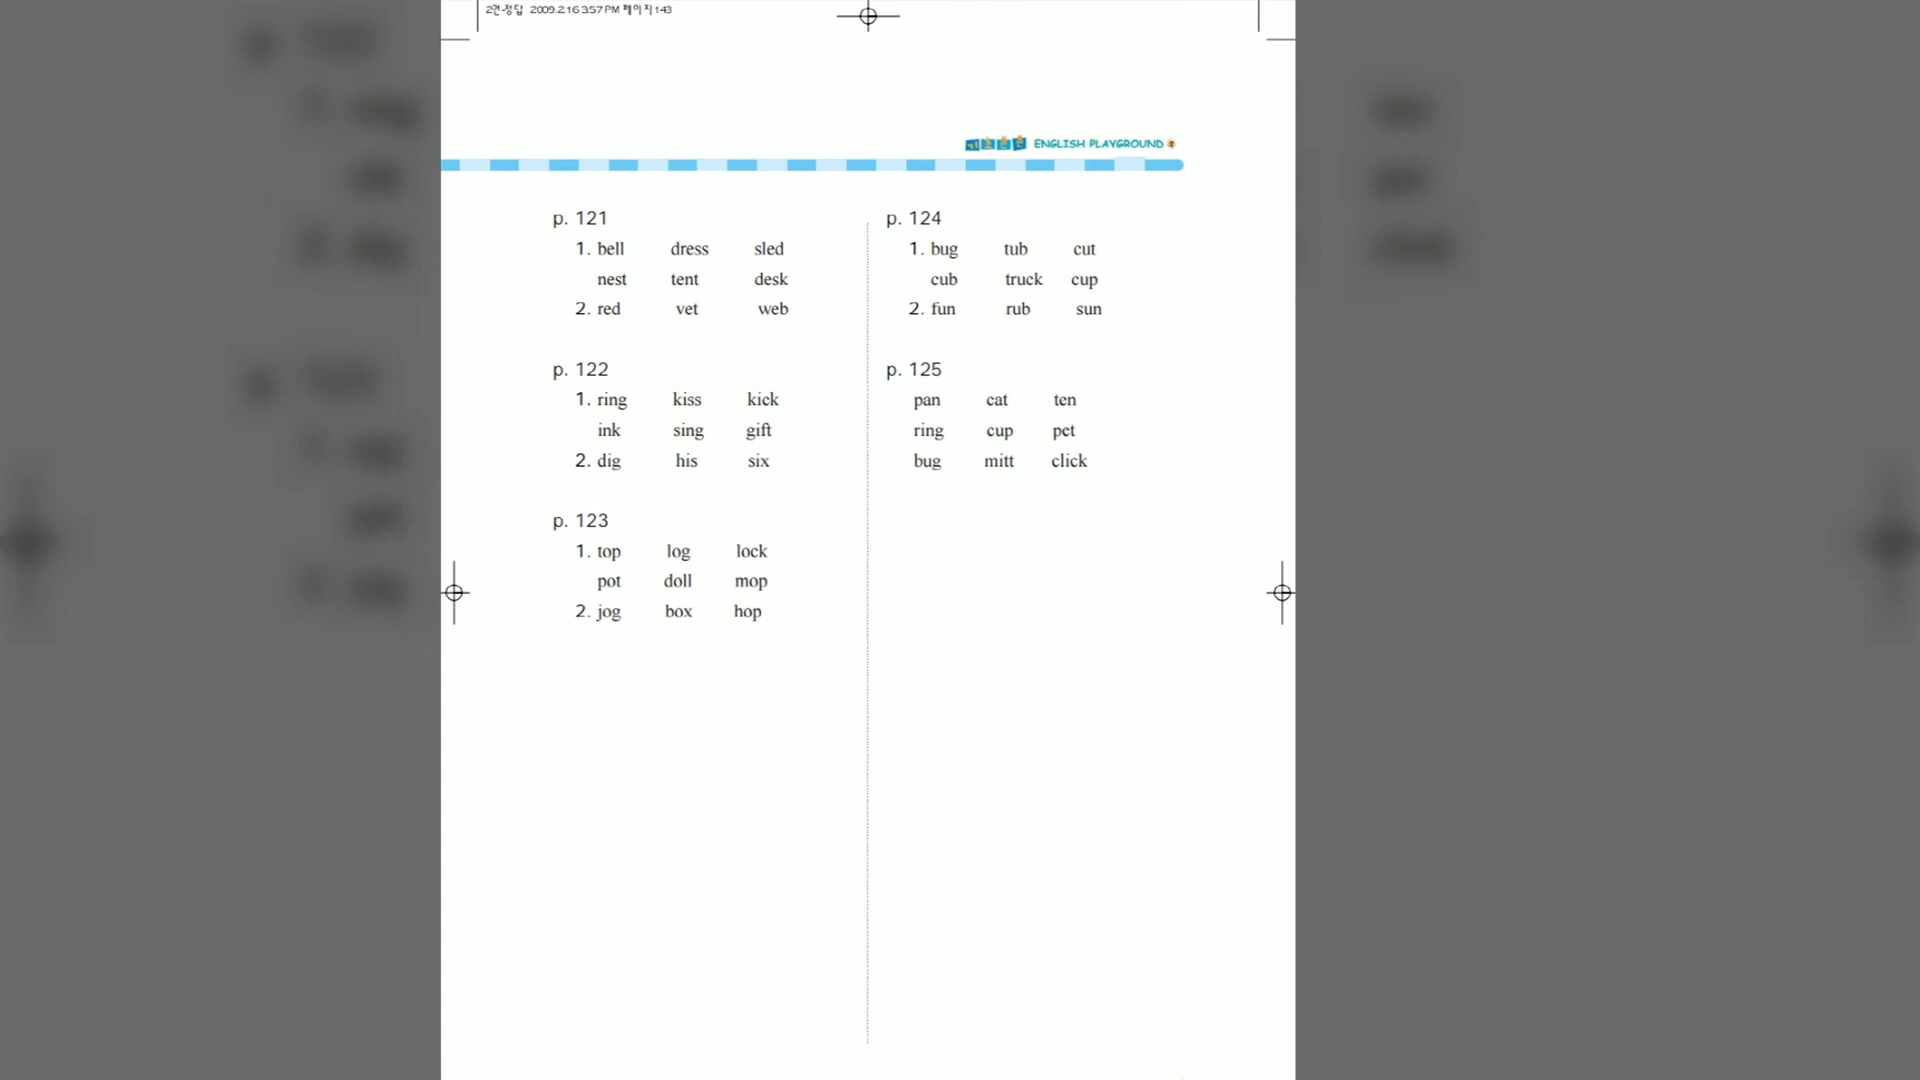 2권-정답 2009.2.16 3:57 PM 페이지143
ENGLISH PLAYGROUND 2
p. 121
1. bell dress sled
nest tent desk
2. red vet web
p. 122
1. ring kiss kick
ink sing gift
2. dig his six
p. 123
1. top log lock
pot doll mop
2. jog box hop
p. 124
1. bug tub cut
cub truck cup
2. fun rub sun
p. 125
pan cat ten
ring cup pet
bug mitt click